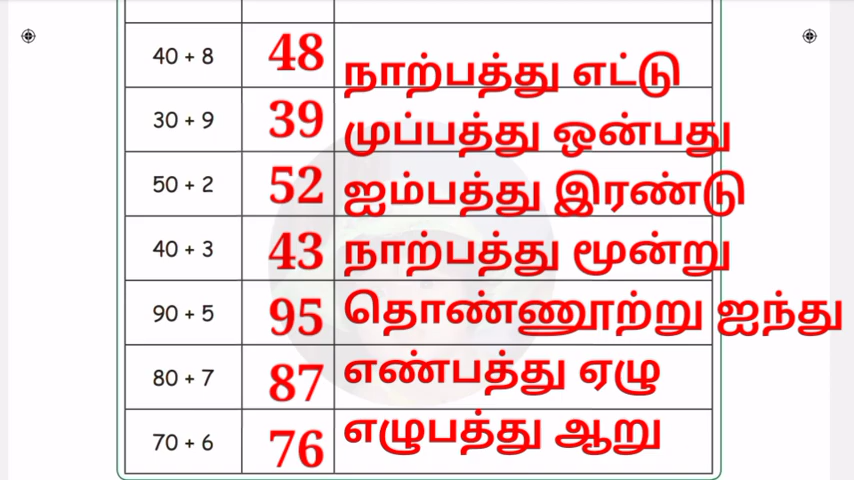 40 + 8 48 நாற்பத்து எட்டு
30 + 9 39 முப்பத்து ஒன்பது
50 + 2 52 ஐம்பத்து இரண்டு
40 + 3 43 நாற்பத்து மூன்று
90 + 5 95 தொண்ணூற்று ஐந்து
80 + 7 87 எண்பத்து ஏழு
70 + 6 76 எழுபத்து ஆறு